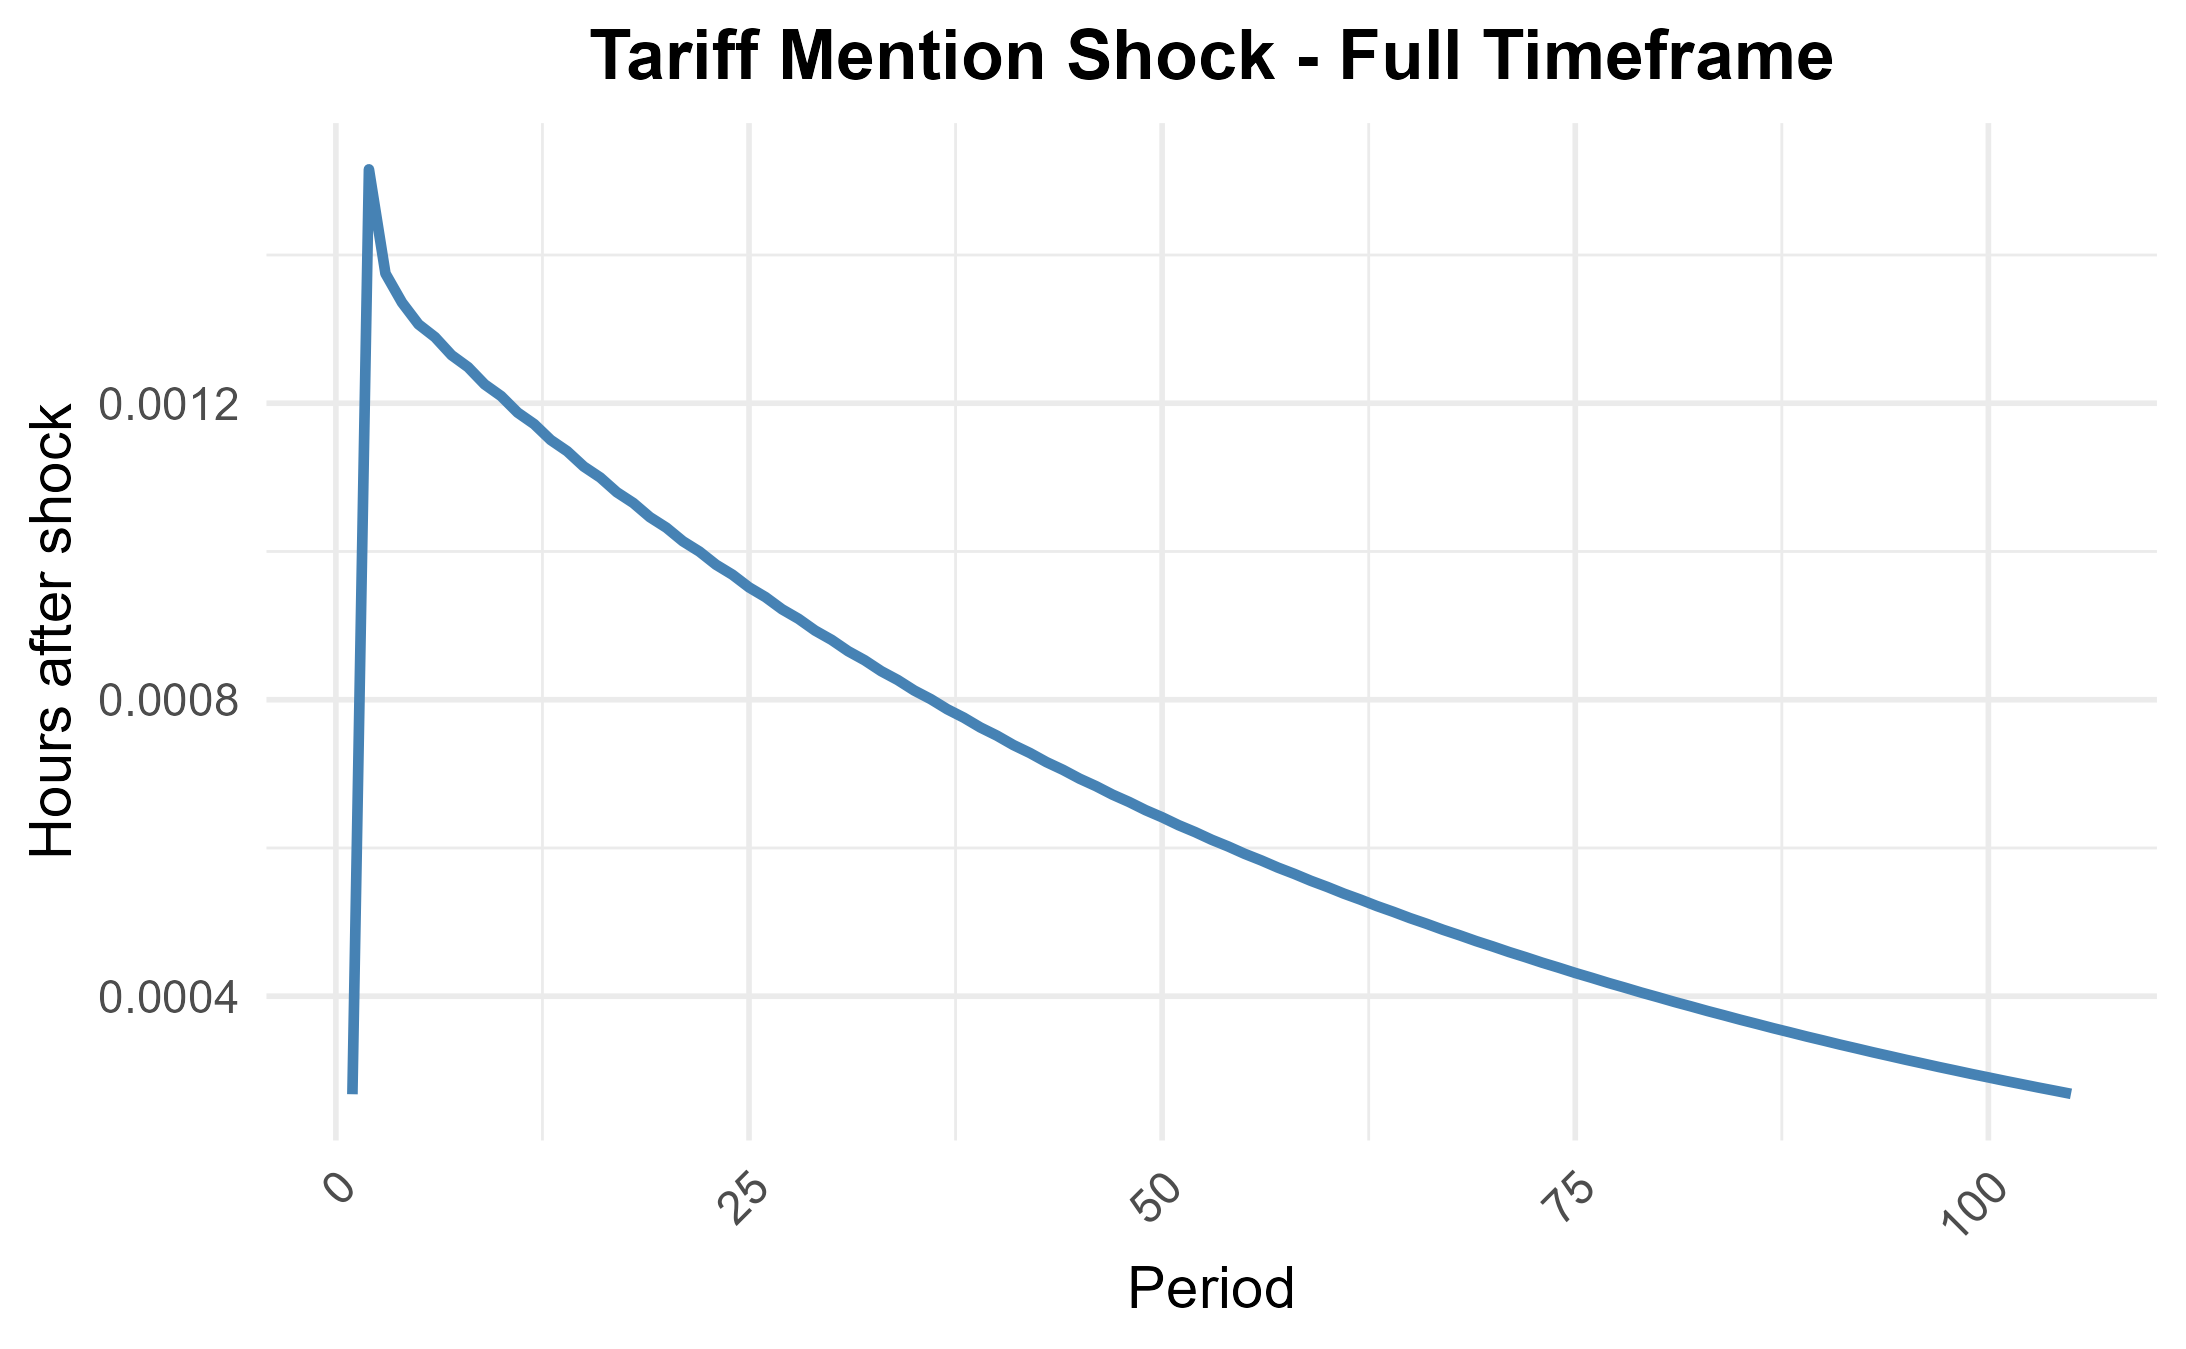 Tariff Mention Shock - Full Timeframe
Hours after shock
0.0012
0.0008
0.0004
0 25 50 75 100
Period